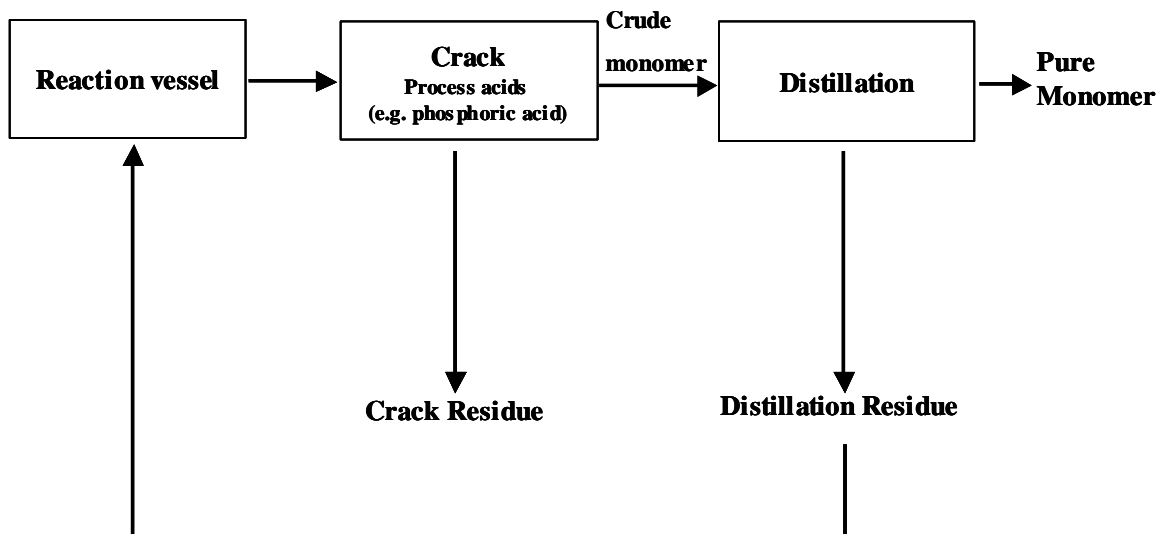 Reaction vessel
Crack
Process acids
(e.g. phosphoric acid)
Crude
monomer
Distillation
Pure
Monomer
Crack Residue
Distillation Residue